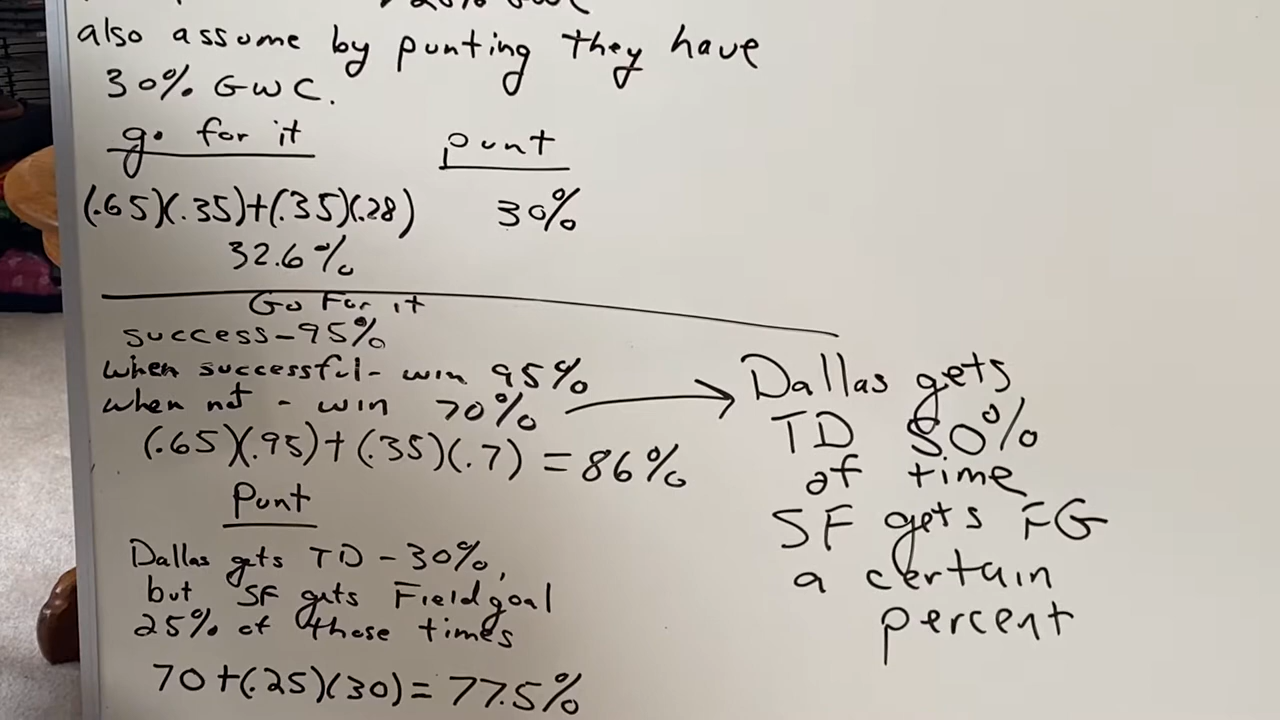 20% GWC
also assume by punting they have
30% GWC.
go for it
punt
(.65)(.35)+(.35)(.28)
30%
32.6%
Go For it
success-95%
when successful- win 95%
when not - win 70%
(.65)(.95)+(.35)(.7)=86%
Punt
Dallas gets TD - 30%,
but SF gets Fieldgoal
25% of those times
70+(.25)(30)=77.5%
Dallas gets
TD 50%
of time
SF gets FG
a certain
percent